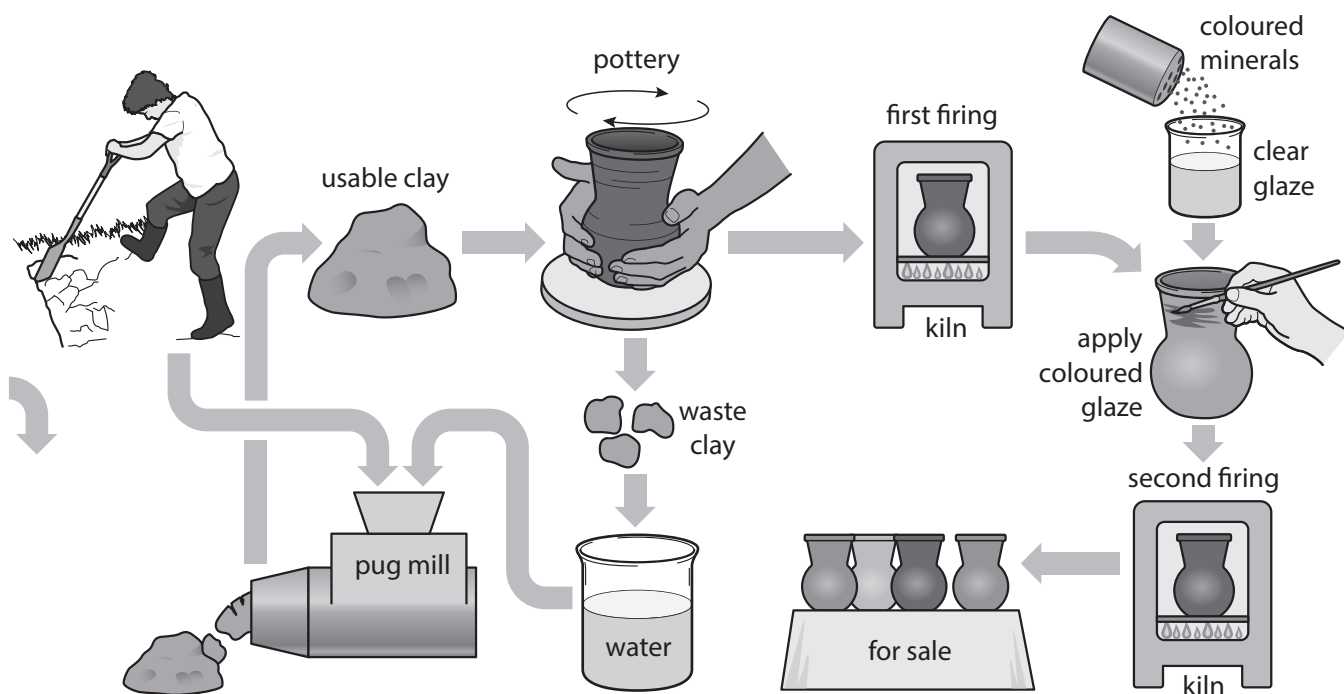 coloured
minerals
pottery
first firing
clear
glaze
usable clay
kiln
apply
coloured
glaze
waste
clay
second firing
pug mill
water
for sale
kiln